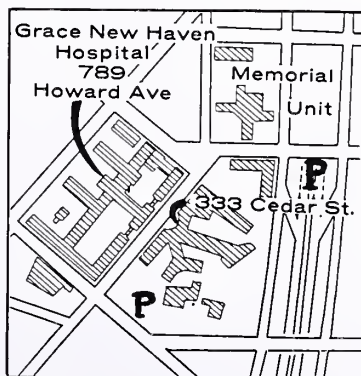 Grace New Haven
Hospital
789
Howard Ave
Memorial
Unit
P
333 Cedar St.
P